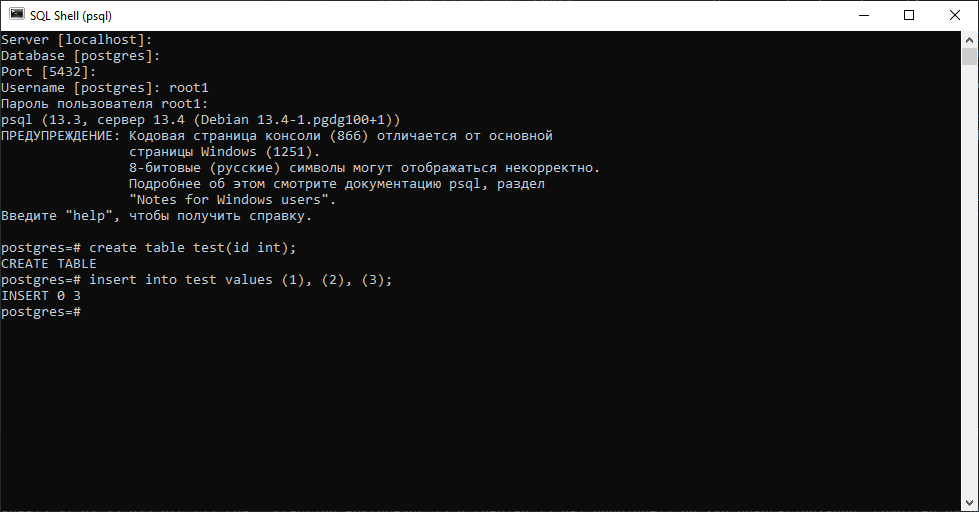 SQL Shell (psql)
Server [localhost]:
Database [postgres]:
Port [5432]:
Username [postgres]: root1
Пароль пользователя root1:
psql (13.3, сервер 13.4 (Debian 13.4-1.pgdg100+1))
ПРЕДУПРЕЖДЕНИЕ: Кодовая страница консоли (866) отличается от основной
страницы Windows (1251).
8-битовые (русские) символы могут отображаться некорректно.
Подробнее об этом смотрите документацию psql, раздел
"Notes for Windows users".
Введите "help", чтобы получить справку.
postgres=# create table test(id int);
CREATE TABLE
postgres=# insert into test values (1), (2), (3);
INSERT 0 3
postgres=#